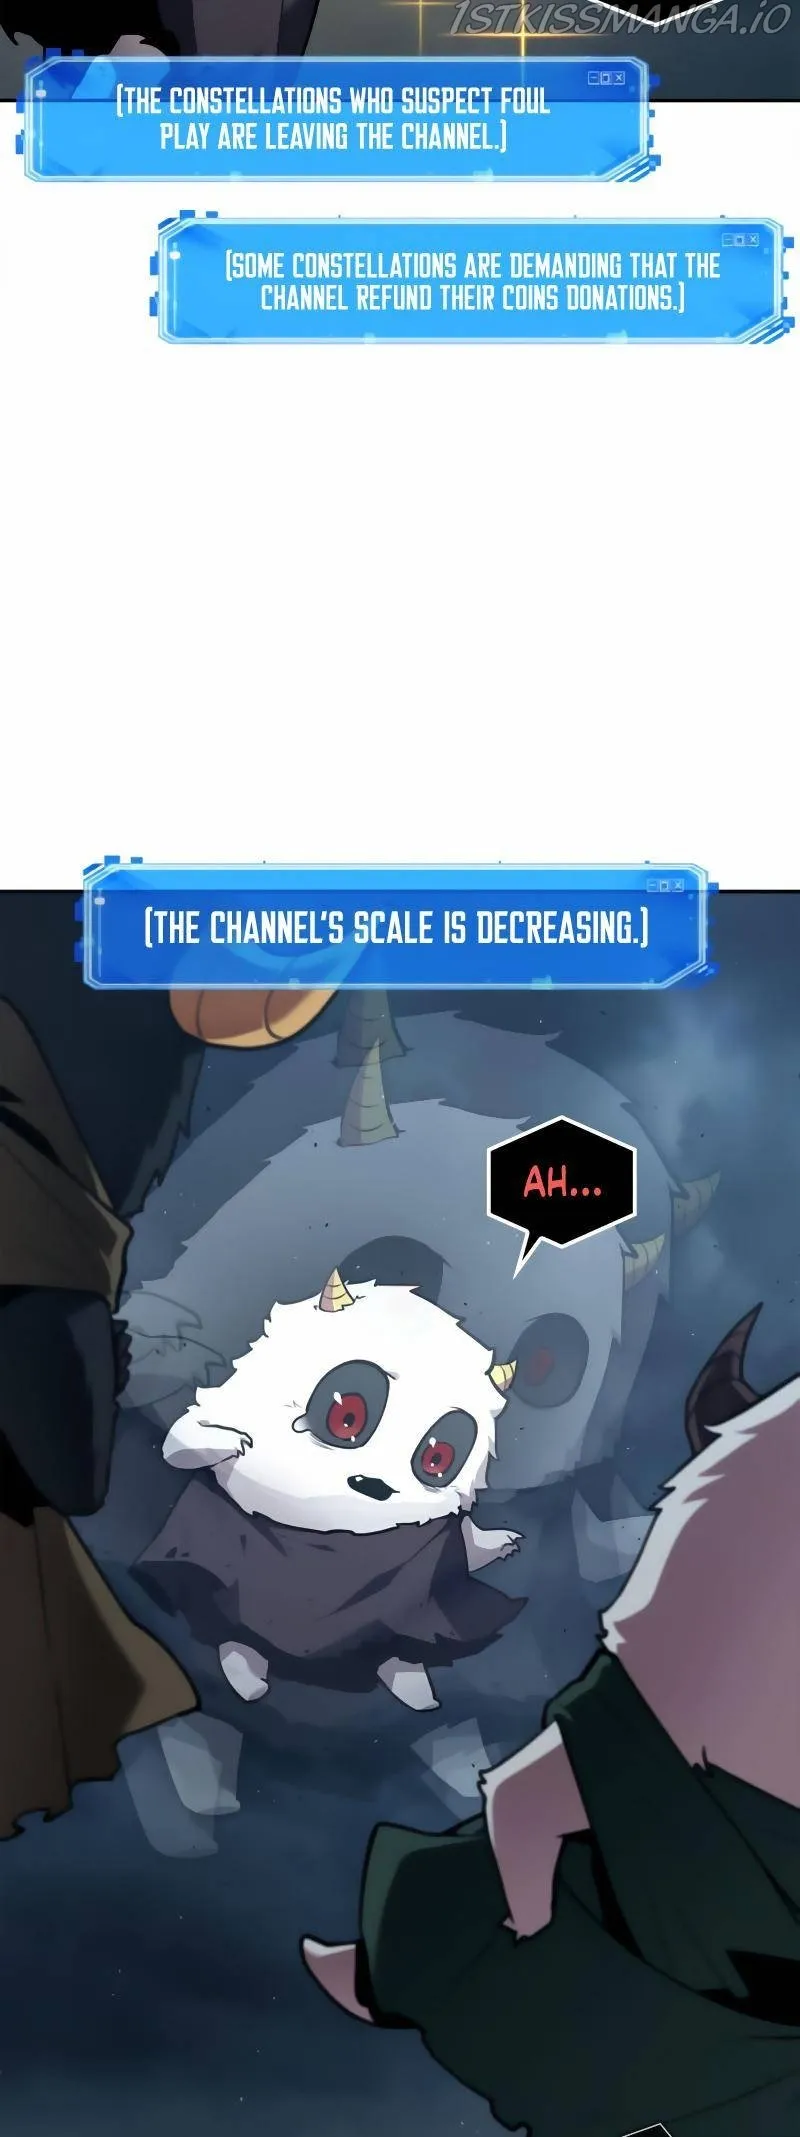 1STKISSMANGA.IO
[THE CONSTELLATIONS WHO SUSPECT FOUL
PLAY ARE LEAVING THE CHANNEL.]
[SOME CONSTELLATIONS ARE DEMANDING THAT THE
CHANNEL REFUND THEIR COINS DONATIONS.]
[THE CHANNEL'S SCALE IS DECREASING.]
AH...